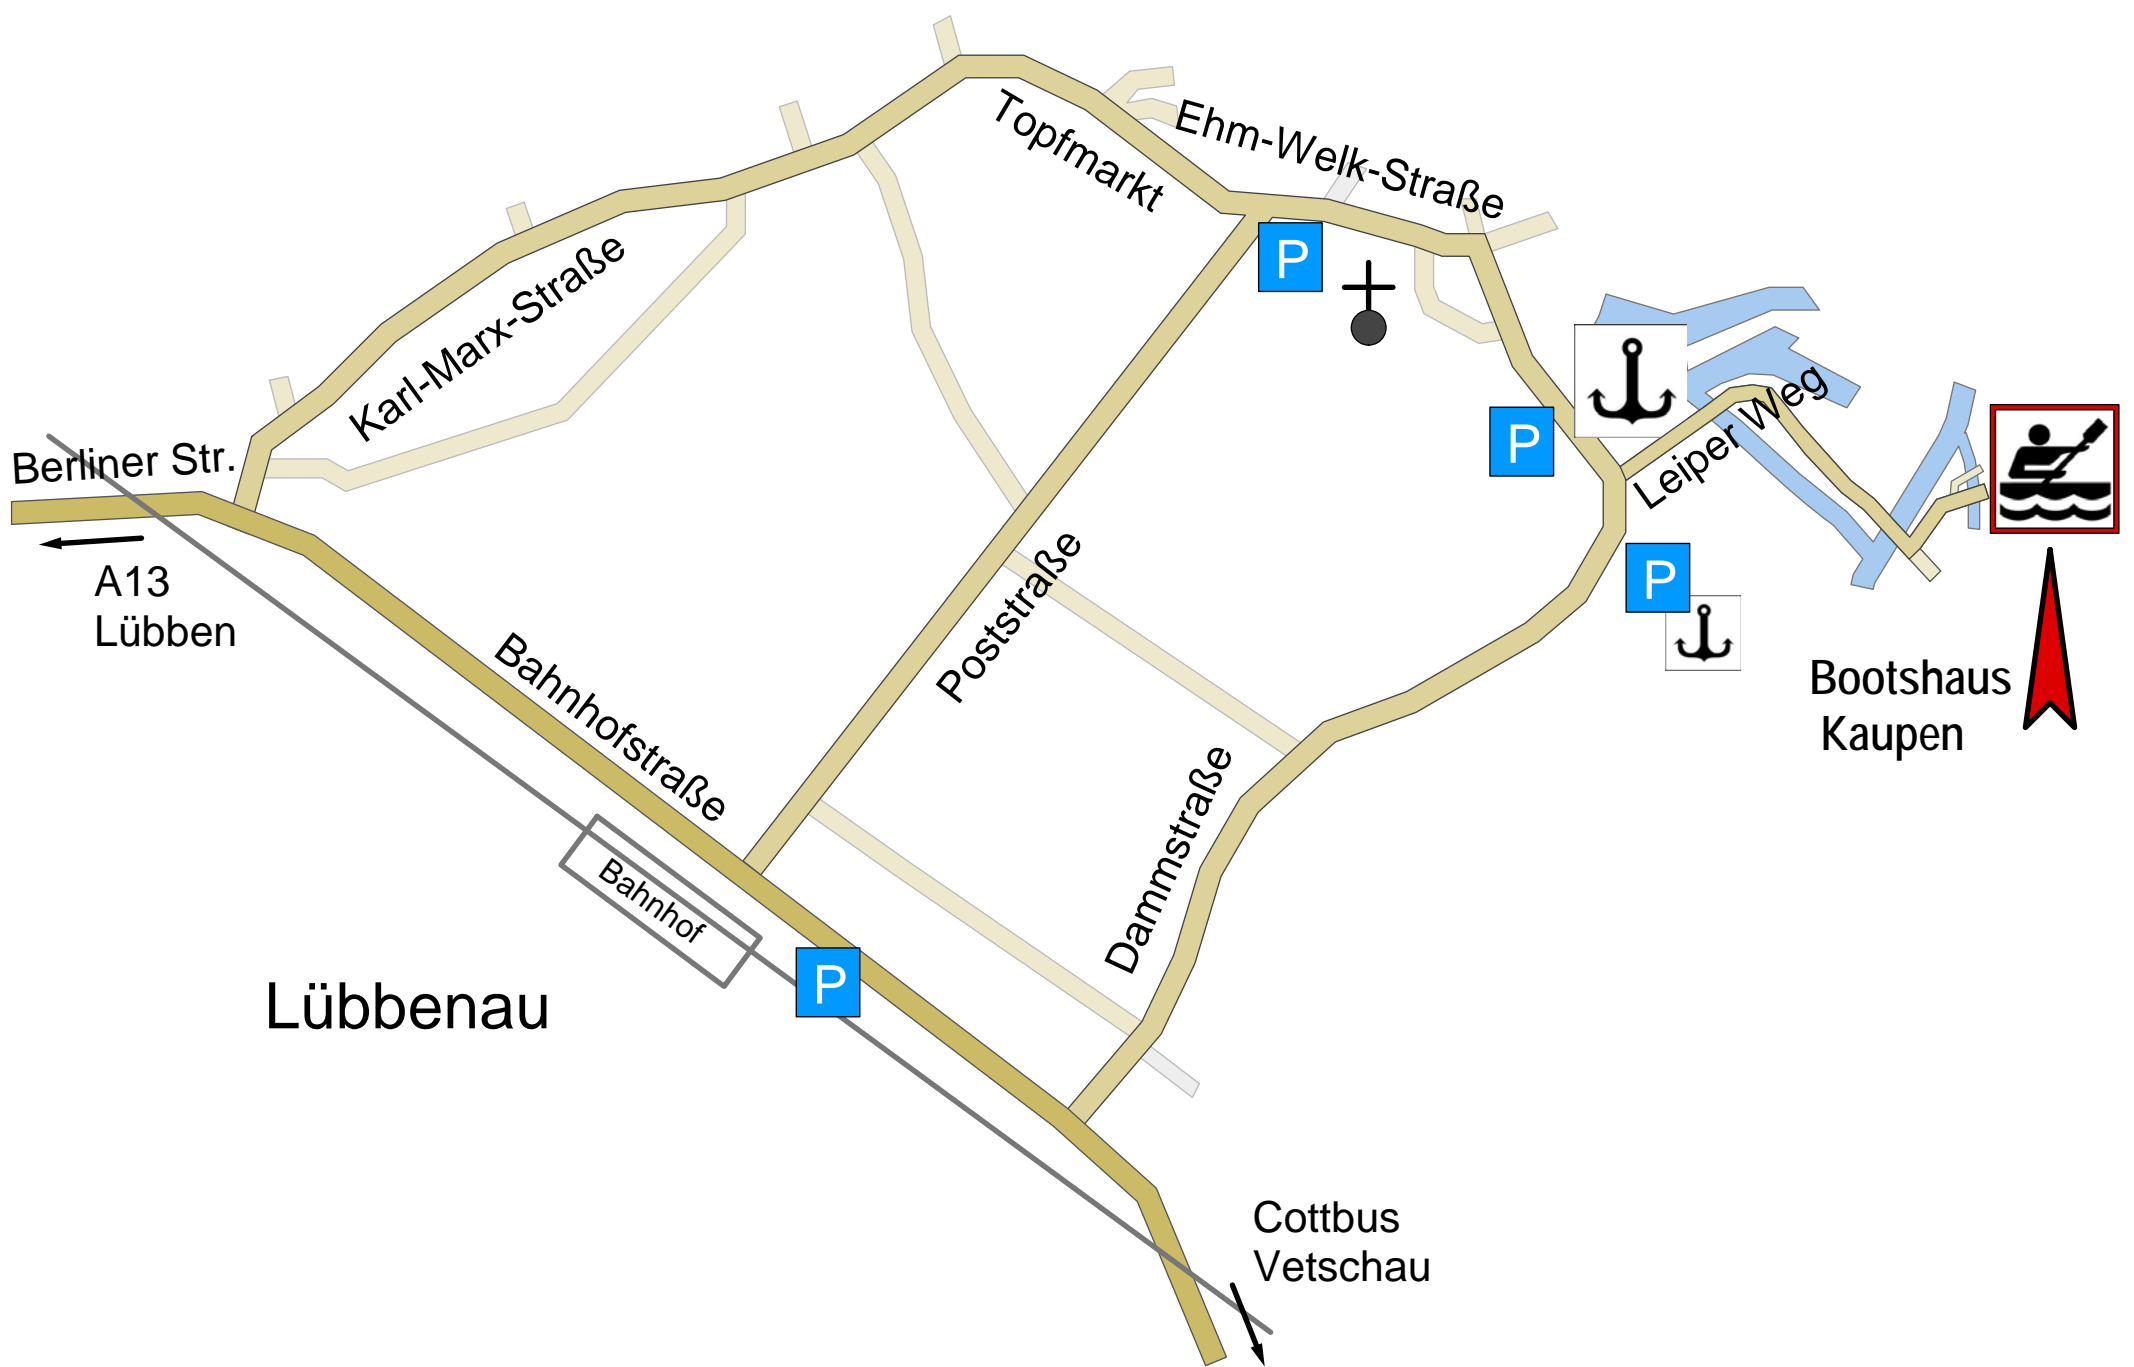 Topfmarkt
Ehm-Welk-Straße
P
Karl-Marx-Straße
Berliner Str.
P
Leiper Weg
A13
Lübben
Poststraße
P
Bahnhofstraße
Bootshaus
Kaupen
Dammstraße
Bahnhof
P
Lübbenau
Cottbus
Vetschau